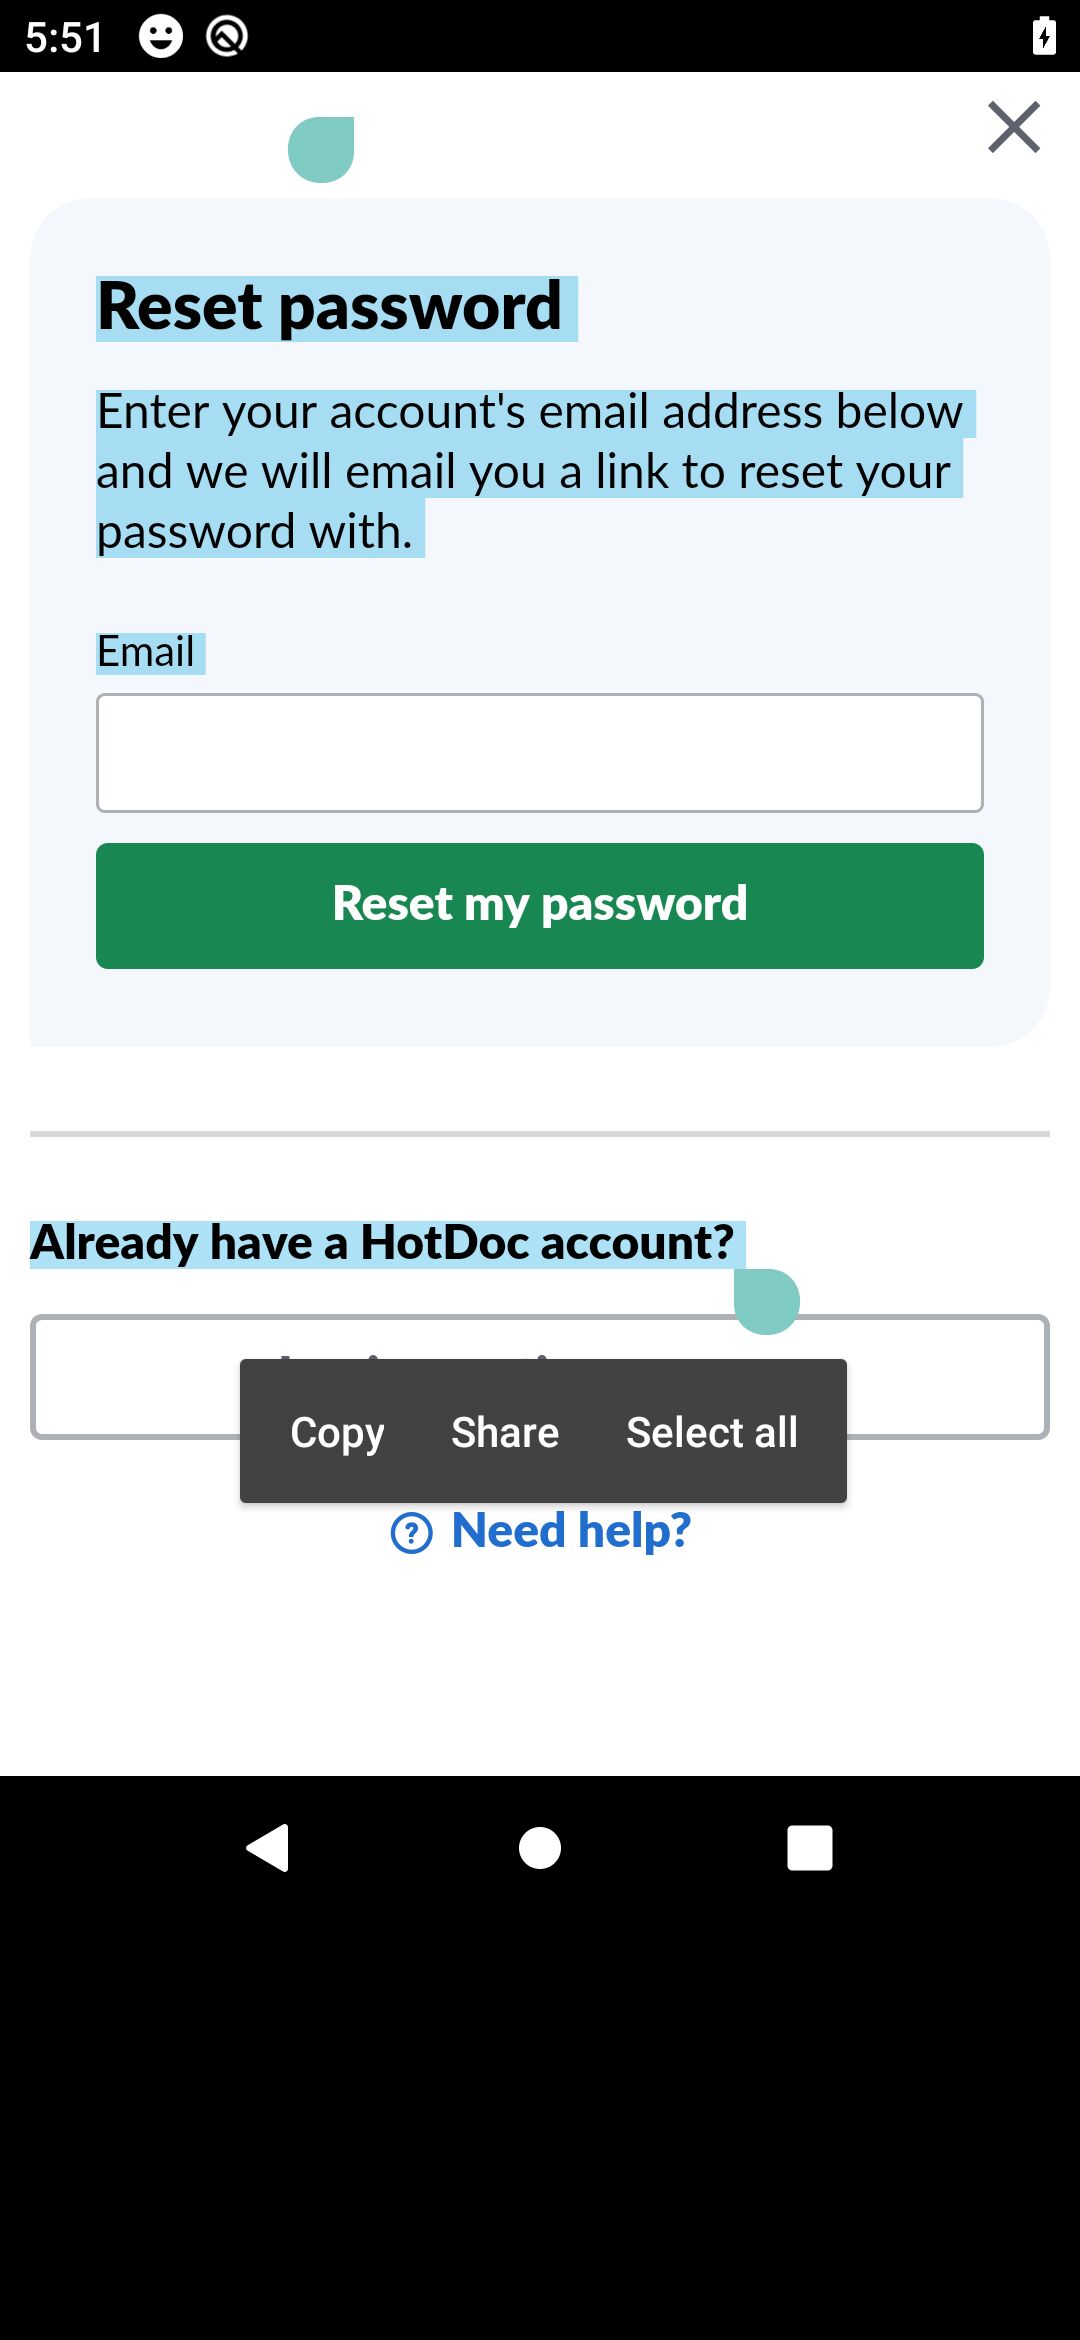 5:51
Reset password
Enter your account's email address below
and we will email you a link to reset your
password with.
Email
Reset my password
Already have a HotDoc account?
Copy Share Select all
Need help?